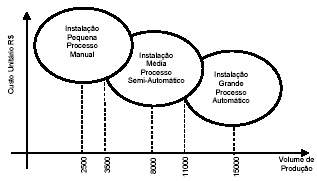 Custo Unitário R$
Instalação
Pequena
Processo
Manual
Instalação
Média
Processo
Semi-Automático
Instalação
Grande
Processo
Automático
2500
3500
8000
11000
15000
Volume de
Produção